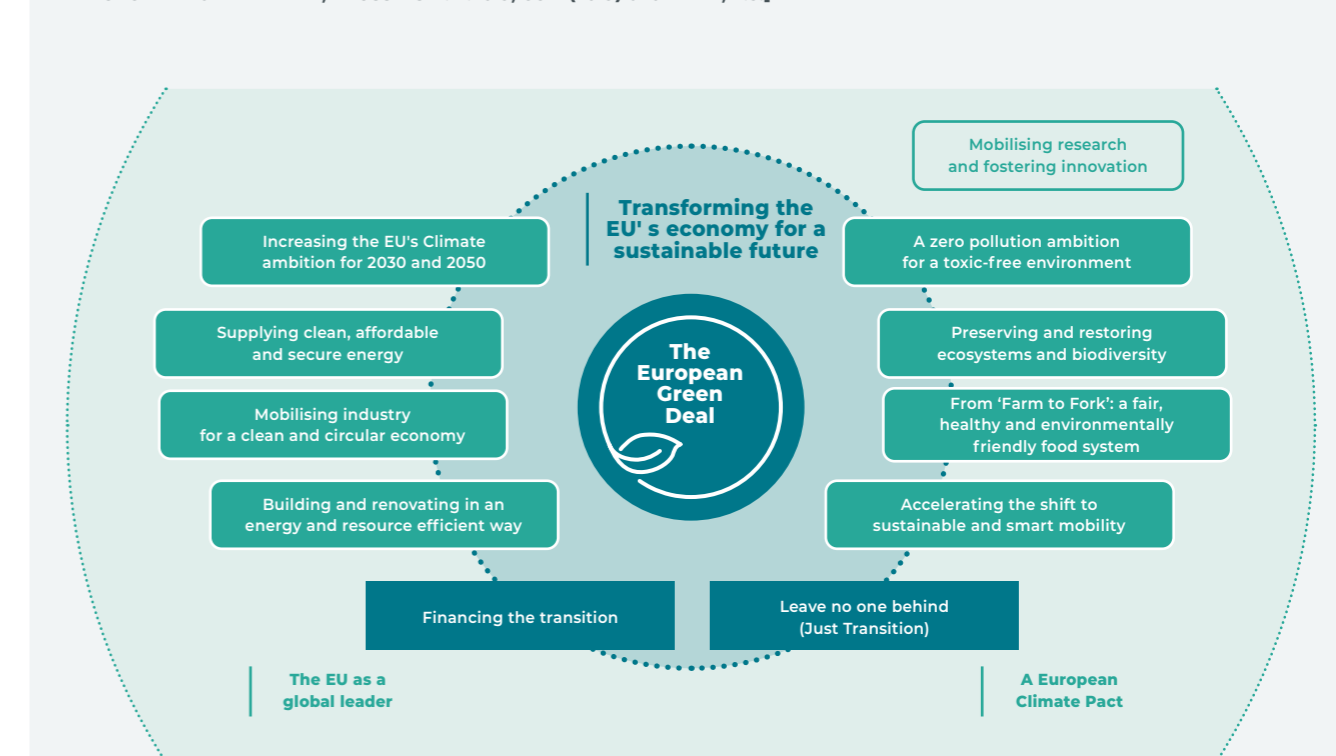 Mobilising research
and fostering innovation
Transforming the
EU' s economy for a
sustainable future
Increasing the EU's Climate
ambition for 2030 and 2050
A zero pollution ambition
for a toxic-free environment
Supplying clean, affordable
and secure energy
Preserving and restoring
ecosystems and biodiversity
The
European
Green
Deal
Mobilising industry
for a clean and circular economy
From ‘Farm to Fork’: a fair,
healthy and environmentally
friendly food system
Building and renovating in an
energy and resource efficient way
Accelerating the shift to
sustainable and smart mobility
Financing the transition
Leave no one behind
(Just Transition)
The EU as a
global leader
A European
Climate Pact